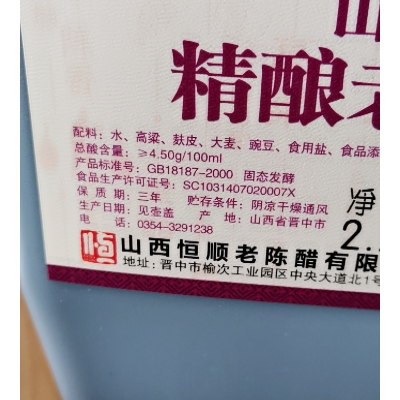 精酿老
配料：水、高粱、麸皮、大麦、豌豆、食用盐、食品添
总酸含量：≥4.50g/100ml
产品标准号：GB18187-2000 固态发酵
食品生产许可证号：SC1031407020007X
保 质 期：三年 贮存条件：阴凉干燥通风
生产日期：见壶盖 产 地：山西省晋中市
电 话：0354-3291238
净
2.
山西恒顺老陈醋有限
地址：晋中市榆次工业园区中央大道北1号